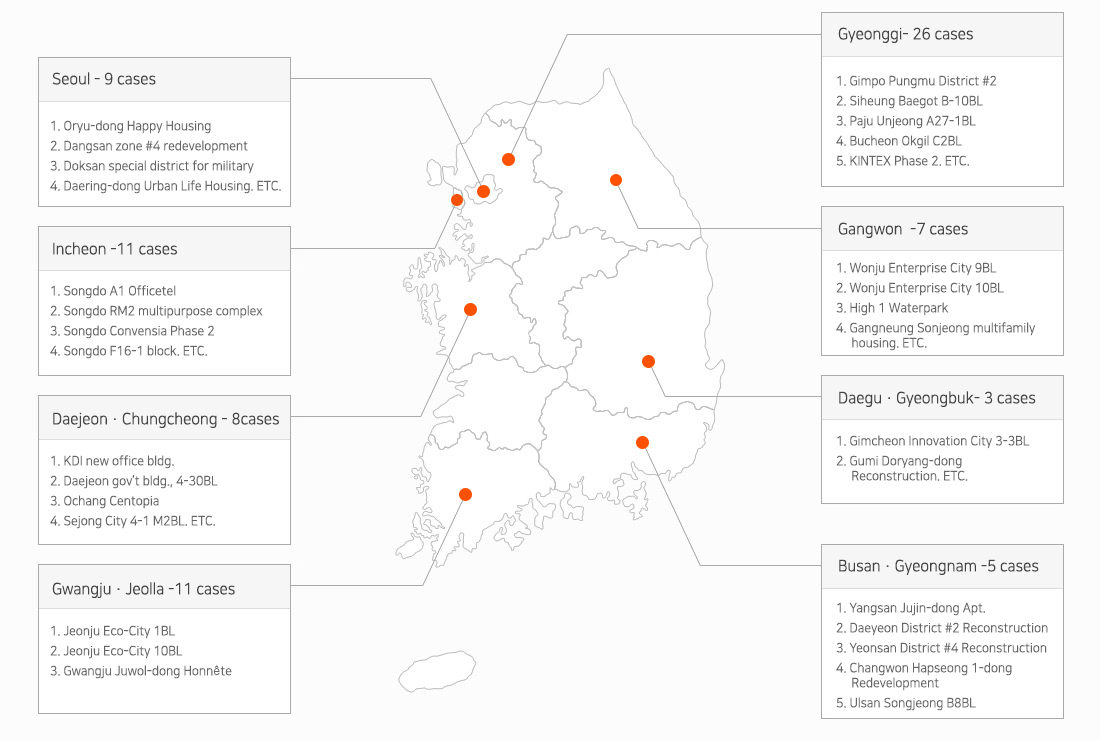 Seoul - 9 cases
1. Oryu-dong Happy Housing
2. Dangsan zone #4 redevelopment
3. Doksan special district for military
4. Daering-dong Urban Life Housing. ETC.
Incheon -11 cases
1. Songdo A1 Officetel
2. Songdo RM2 multipurpose complex
3. Songdo Convensia Phase 2
4. Songdo F16-1 block. ETC.
Daejeon · Chungcheong - 8cases
1. KDI new office bldg.
2. Daejeon gov't bldg., 4-30BL
3. Ochang Centopia
4. Sejong City 4-1 M2BL. ETC.
Gwangju · Jeolla -11 cases
1. Jeonju Eco-City 1BL
2. Jeonju Eco-City 10BL
3. Gwangju Juwol-dong Honnête
Gyeonggi- 26 cases
1. Gimpo Pungmu District #2
2. Siheung Baegot B-10BL
3. Paju Unjeong A27-1BL
4. Bucheon Okgil C2BL
5. KINTEX Phase 2. ETC.
Gangwon -7 cases
1. Wonju Enterprise City 9BL
2. Wonju Enterprise City 10BL
3. High 1 Waterpark
4. Gangneung Sonjeong multifamily
housing. ETC.
Daegu · Gyeongbuk- 3 cases
1. Gimcheon Innovation City 3-3BL
2. Gumi Doryang-dong
Reconstruction. ETC.
Busan · Gyeongnam -5 cases
1. Yangsan Jujin-dong Apt.
2. Daeyeon District #2 Reconstruction
3. Yeonsan District #4 Reconstruction
4. Changwon Hapseong 1-dong
Redevelopment
5. Ulsan Songjeong B8BL